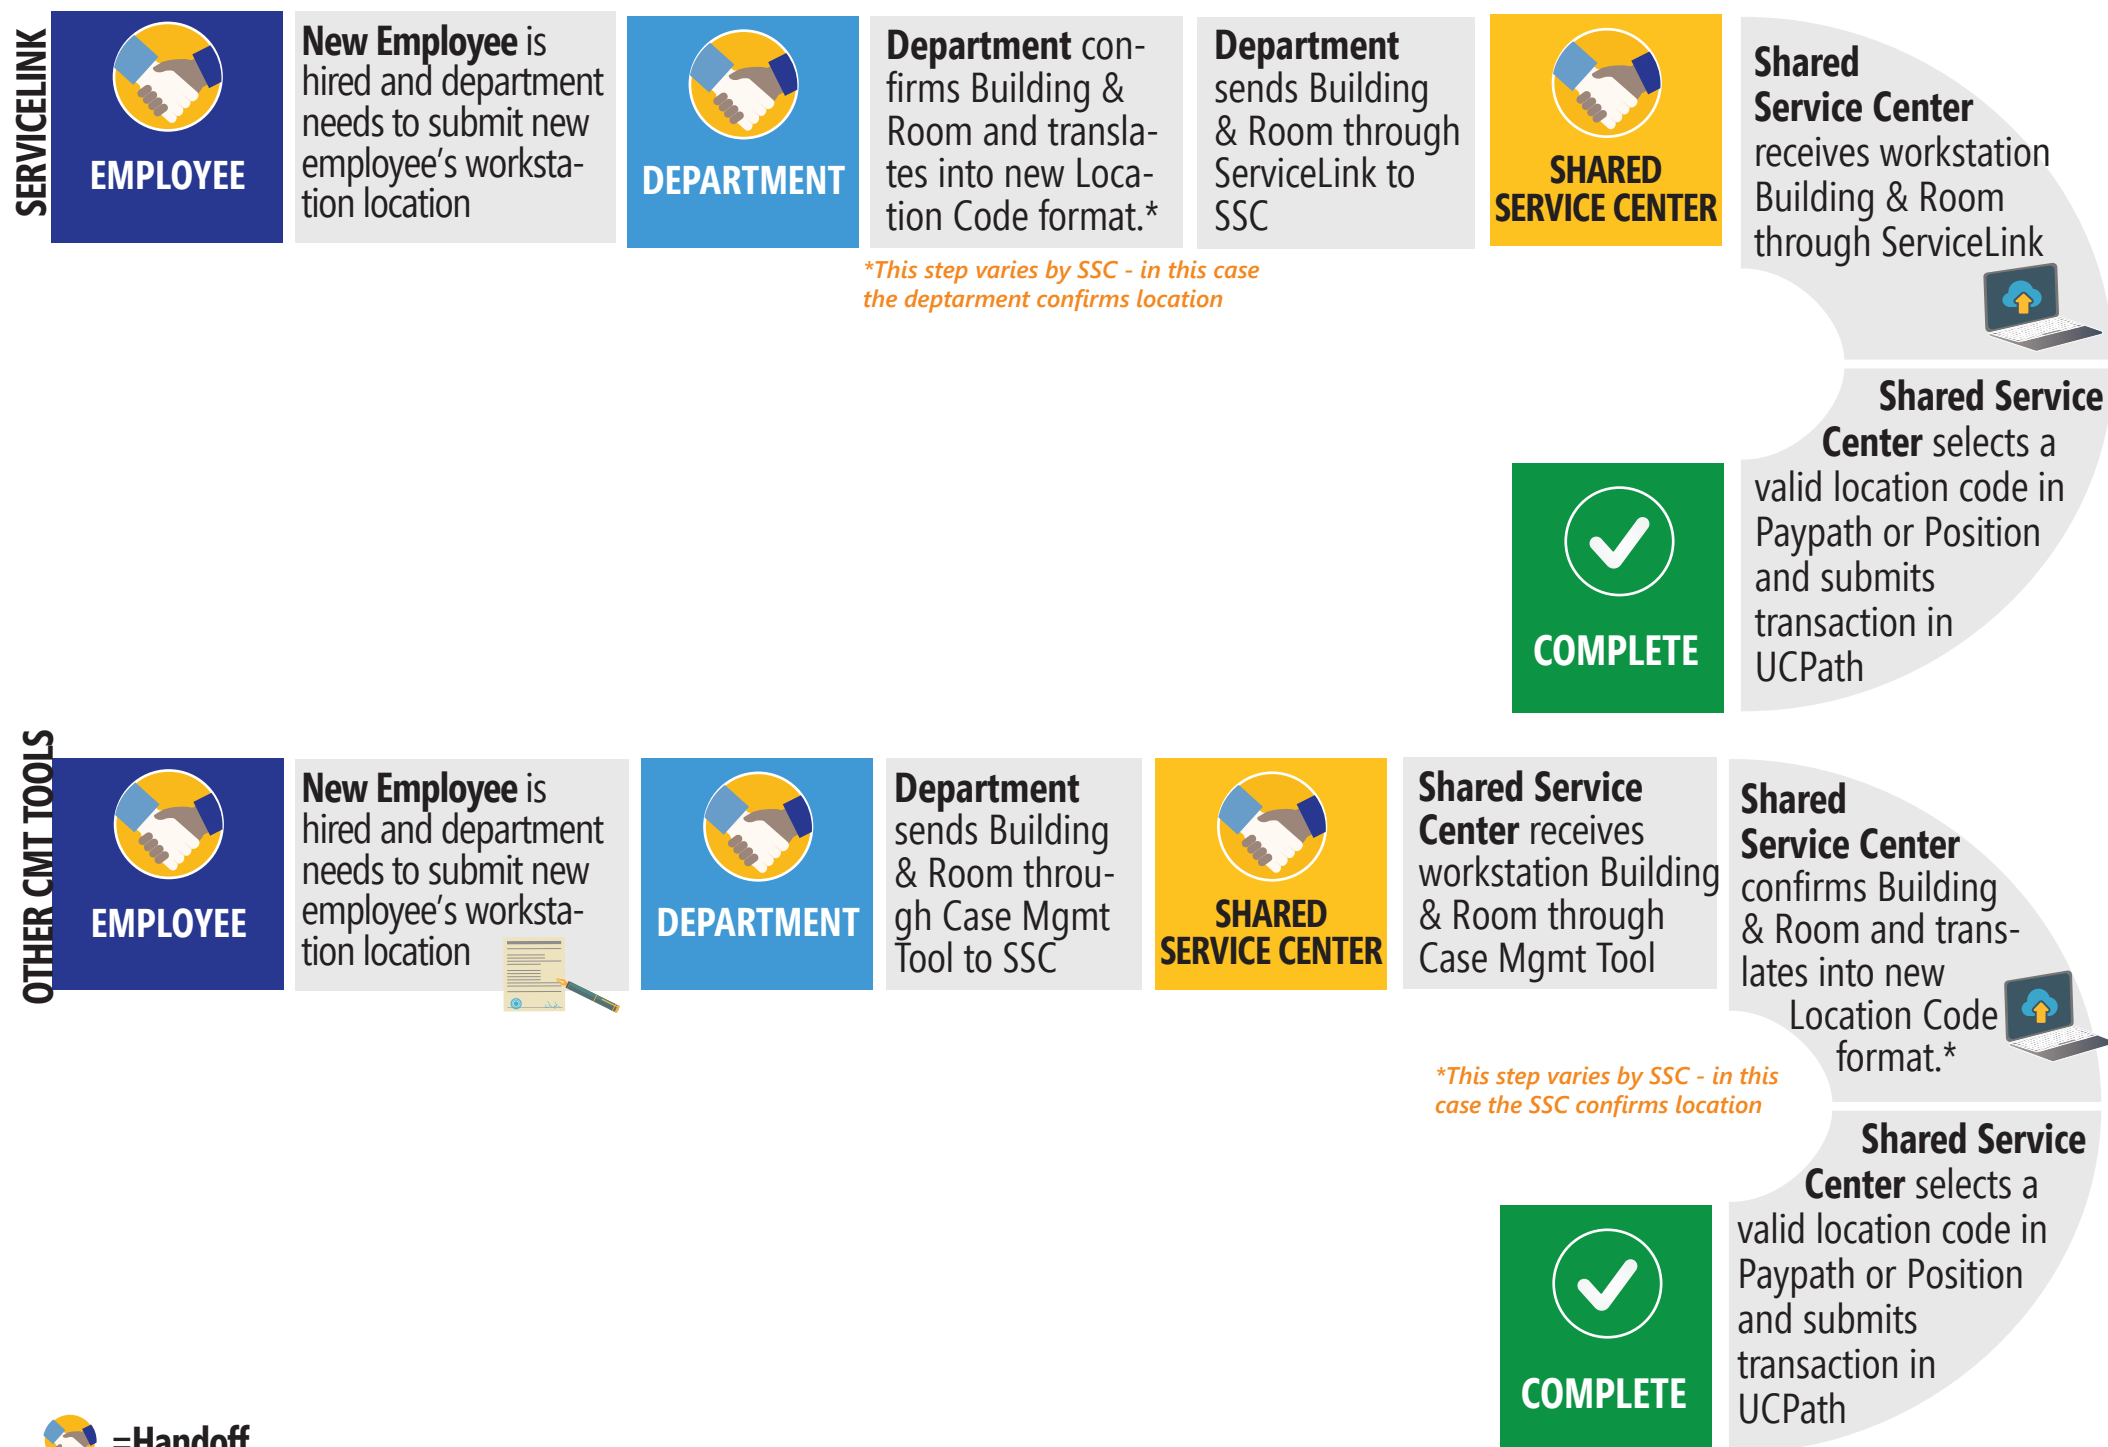 SERVICELINK
EMPLOYEE
New Employee is
hired and department
needs to submit new
employee's worksta-
tion location
DEPARTMENT
Department con-
firms Building &
Room and transla-
tes into new Loca-
tion Code format.*
*This step varies by SSC - in this case
the deptarment confirms location
Department
sends Building
& Room through
ServiceLink to
SSC
SHARED
SERVICE CENTER
Shared
Service Center
receives workstation
Building & Room
through ServiceLink
Shared Service
Center selects a
valid location code in
Paypath or Position
and submits
transaction in
UCPath
COMPLETE
OTHER CMT TOOLS
EMPLOYEE
New Employee is
hired and department
needs to submit new
employee's worksta-
tion location
DEPARTMENT
Department
sends Building
& Room throu-
gh Case Mgmt
Tool to SSC
SHARED
SERVICE CENTER
Shared Service
Center receives
workstation Building
& Room through
Case Mgmt Tool
Shared
Service Center
confirms Building
& Room and trans-
lates into new
Location Code
format.*
*This step varies by SSC - in this
case the SSC confirms location
Shared Service
Center selects a
valid location code in
Paypath or Position
and submits
transaction in
UCPath
COMPLETE
=Handoff